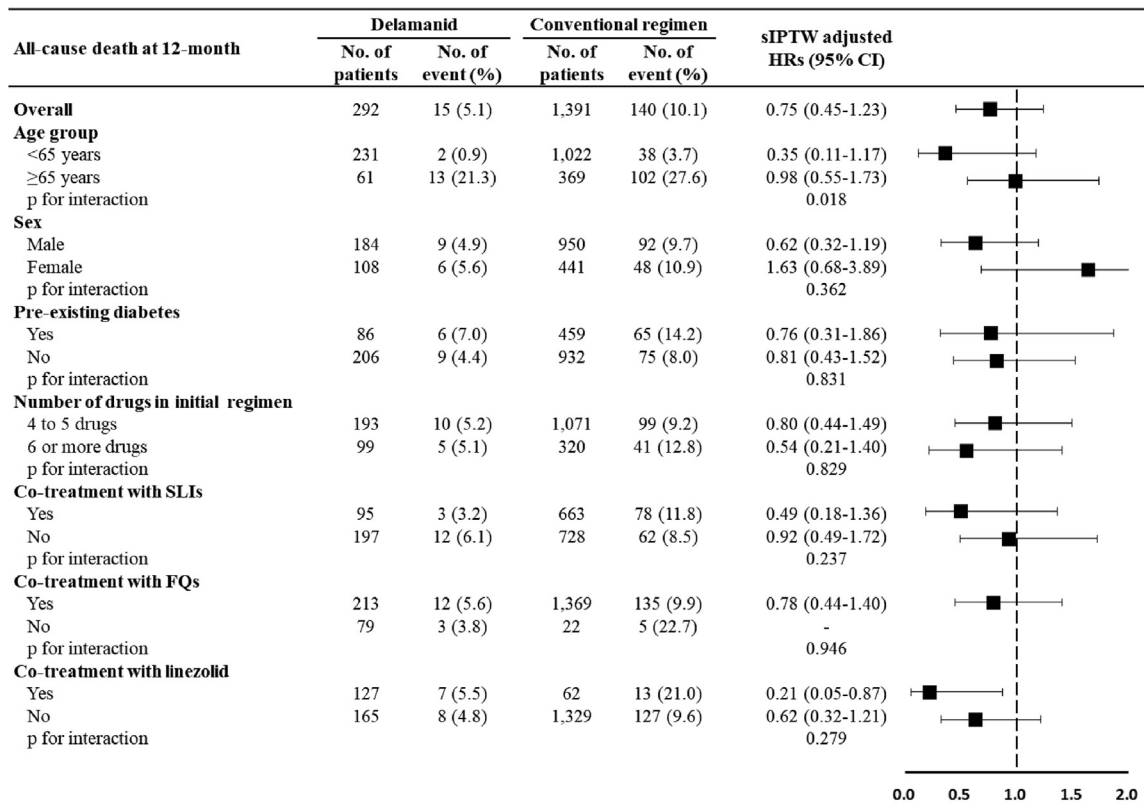 All-cause death at 12-month Delamanid Conventional regimen sIPTW adjusted HRs (95% CI)
No. of patients No. of event (%) No. of patients No. of event (%)
Overall 292 15 (5.1) 1,391 140 (10.1) 0.75 (0.45-1.23)
Age group
<65 years 231 2 (0.9) 1,022 38 (3.7) 0.35 (0.11-1.17)
≥65 years 61 13 (21.3) 369 102 (27.6) 0.98 (0.55-1.73)
p for interaction 0.018
Sex
Male 184 9 (4.9) 950 92 (9.7) 0.62 (0.32-1.19)
Female 108 6 (5.6) 441 48 (10.9) 1.63 (0.68-3.89)
p for interaction 0.362
Pre-existing diabetes
Yes 86 6 (7.0) 459 65 (14.2) 0.76 (0.31-1.86)
No 206 9 (4.4) 932 75 (8.0) 0.81 (0.43-1.52)
p for interaction 0.831
Number of drugs in initial regimen
4 to 5 drugs 193 10 (5.2) 1,071 99 (9.2) 0.80 (0.44-1.49)
6 or more drugs 99 5 (5.1) 320 41 (12.8) 0.54 (0.21-1.40)
p for interaction 0.829
Co-treatment with SLIs
Yes 95 3 (3.2) 663 78 (11.8) 0.49 (0.18-1.36)
No 197 12 (6.1) 728 62 (8.5) 0.92 (0.49-1.72)
p for interaction 0.237
Co-treatment with FQs
Yes 213 12 (5.6) 1,369 135 (9.9) 0.78 (0.44-1.40)
No 79 3 (3.8) 22 5 (22.7) -
p for interaction 0.946
Co-treatment with linezolid
Yes 127 7 (5.5) 62 13 (21.0) 0.21 (0.05-0.87)
No 165 8 (4.8) 1,329 127 (9.6) 0.62 (0.32-1.21)
p for interaction 0.279
0.0 0.5 1.0 1.5 2.0